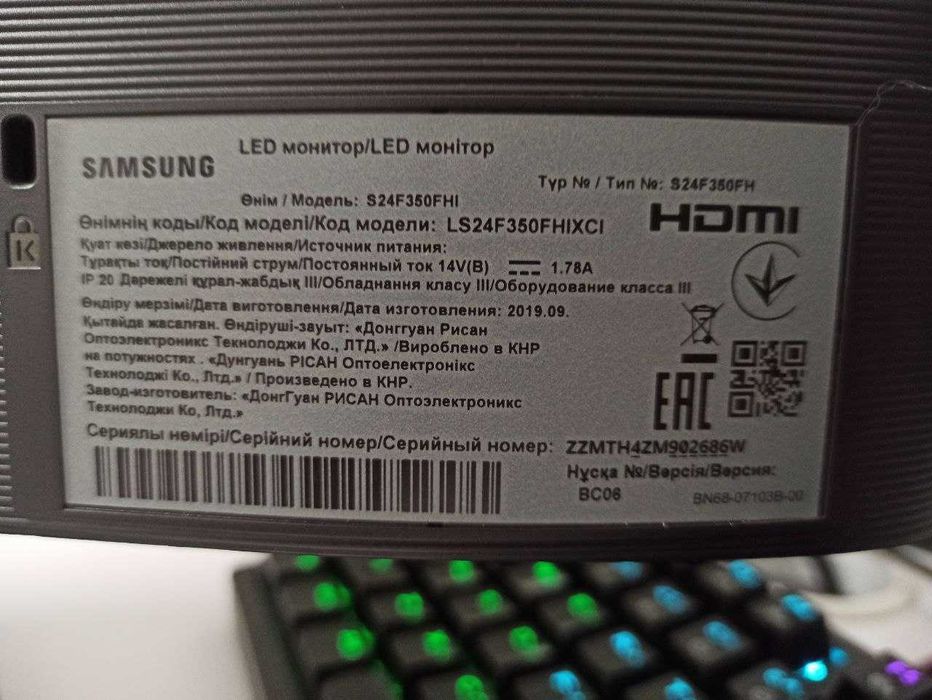 LED монитор/LED монітор
SAMSUNG
Түр № / Тип №: S24F350FH
Өнім / Модель: S24F350FHI
HDMI
Өнімнің коды/Код моделі/Код модели: LS24F350FHIXCI
Қуат көзі/Джерело живлення/Источник питания:
Тұрақты тоқ/Постійний струм/Постоянный ток 14V(В) 1.78A
IP 20 Дәрежелі құрал-жабдық III/Обладнання класу III/Оборудование класса III
Өндіру мерзімі/Дата виготовлення/Дата изготовления: 2019.09.
Қытайда жасалған. Өндіруші-зауыт: «Донггуан Рисан
Оптоэлектроникс Текнолоджи Ко., ЛТД.» /Вироблено в КНР
на потужностях . «Дунгуань РІСАН Оптоелектронікс
Технолоджі Ко., Лтд.» / Произведено в КНР.
Завод-изготовитель: «ДонгГуан РИСАН Оптоэлектроникс
Технолоджи Ко, Лтд.»
EAC
Сериялы нөмірі/Серійний номер/Серийный номер: ZZMTH4ZM902686W
Нұсқа №/Версія/Версия:
BC06
BN68-07103B-00
K